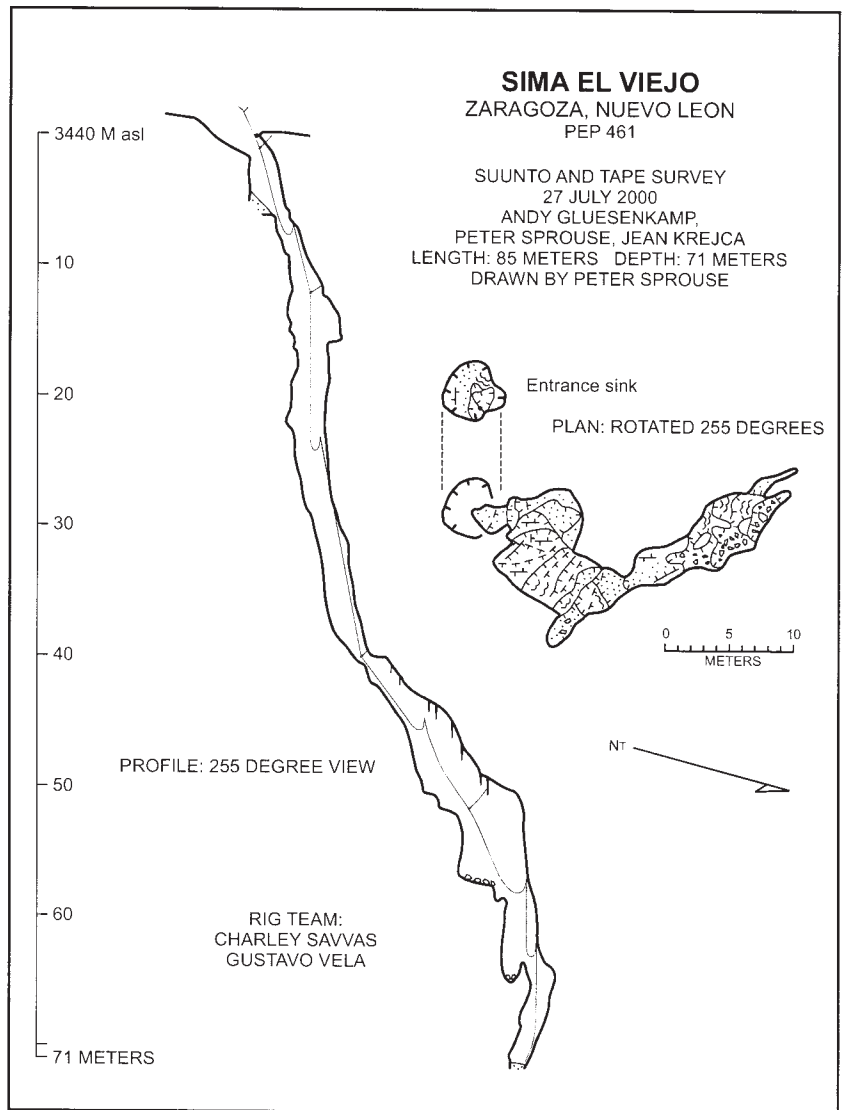 SIMA EL VIEJO
ZARAGOZA, NUEVO LEON
PEP 461
SUUNTO AND TAPE SURVEY
27 JULY 2000
ANDY GLUESENKAMP,
PETER SPROUSE, JEAN KREJCA
LENGTH: 85 METERS DEPTH: 71 METERS
DRAWN BY PETER SPROUSE
3440 M asl
10
20
30
40
50
60
71 METERS
Entrance sink
PLAN: ROTATED 255 DEGREES
0 5 10
METERS
NT
PROFILE: 255 DEGREE VIEW
RIG TEAM:
CHARLEY SAVVAS
GUSTAVO VELA